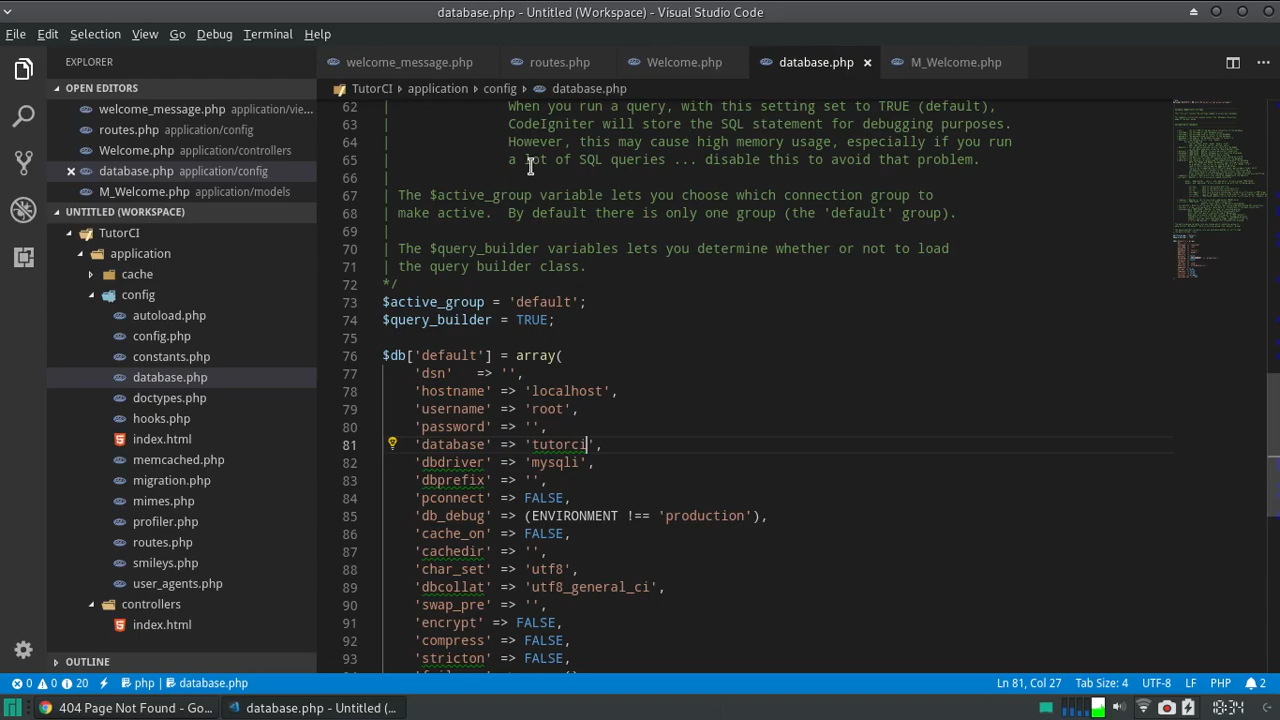 database.php - Untitled (Workspace) - Visual Studio Code
File Edit Selection View Go Debug Terminal Help
EXPLORER
OPEN EDITORS
welcome_message.php application/vie...
routes.php application/config
Welcome.php application/controllers
database.php application/config
M_Welcome.php application/models
UNTITLED (WORKSPACE)
TutorCI
application
cache
config
autoload.php
config.php
constants.php
database.php
doctypes.php
hooks.php
index.html
memcached.php
migration.php
mimes.php
profiler.php
routes.php
smileys.php
user_agents.php
controllers
index.html
OUTLINE
welcome_message.php routes.php Welcome.php database.php M_Welcome.php
TutorCI application config database.php
62 | When you run a query, with this setting set to TRUE (default),
63 | CodeIgniter will store the SQL statement for debugging purposes.
64 | However, this may cause high memory usage, especially if you run
65 | a lot of SQL queries ... disable this to avoid that problem.
66 |
67 | The $active_group variable lets you choose which connection group to
68 | make active. By default there is only one group (the 'default' group).
69 |
70 | The $query_builder variables lets you determine whether or not to load
71 | the query builder class.
72 */
73 $active_group = 'default';
74 $query_builder = TRUE;
75
76 $db['default'] = array(
77 'dsn' => '',
78 'hostname' => 'localhost',
79 'username' => 'root',
80 'password' => '',
81 'database' => 'tutorci',
82 'dbdriver' => 'mysqli',
83 'dbprefix' => '',
84 'pconnect' => FALSE,
85 'db_debug' => (ENVIRONMENT !== 'production'),
86 'cache_on' => FALSE,
87 'cachedir' => '',
88 'char_set' => 'utf8',
89 'dbcollat' => 'utf8_general_ci',
90 'swap_pre' => '',
91 'encrypt' => FALSE,
92 'compress' => FALSE,
93 'stricton' => FALSE,
0 0 20 php | database.php Ln 81, Col 27 Tab Size: 4 UTF-8 LF PHP 2
404 Page Not Found - Go... database.php - Untitled (... 10:34